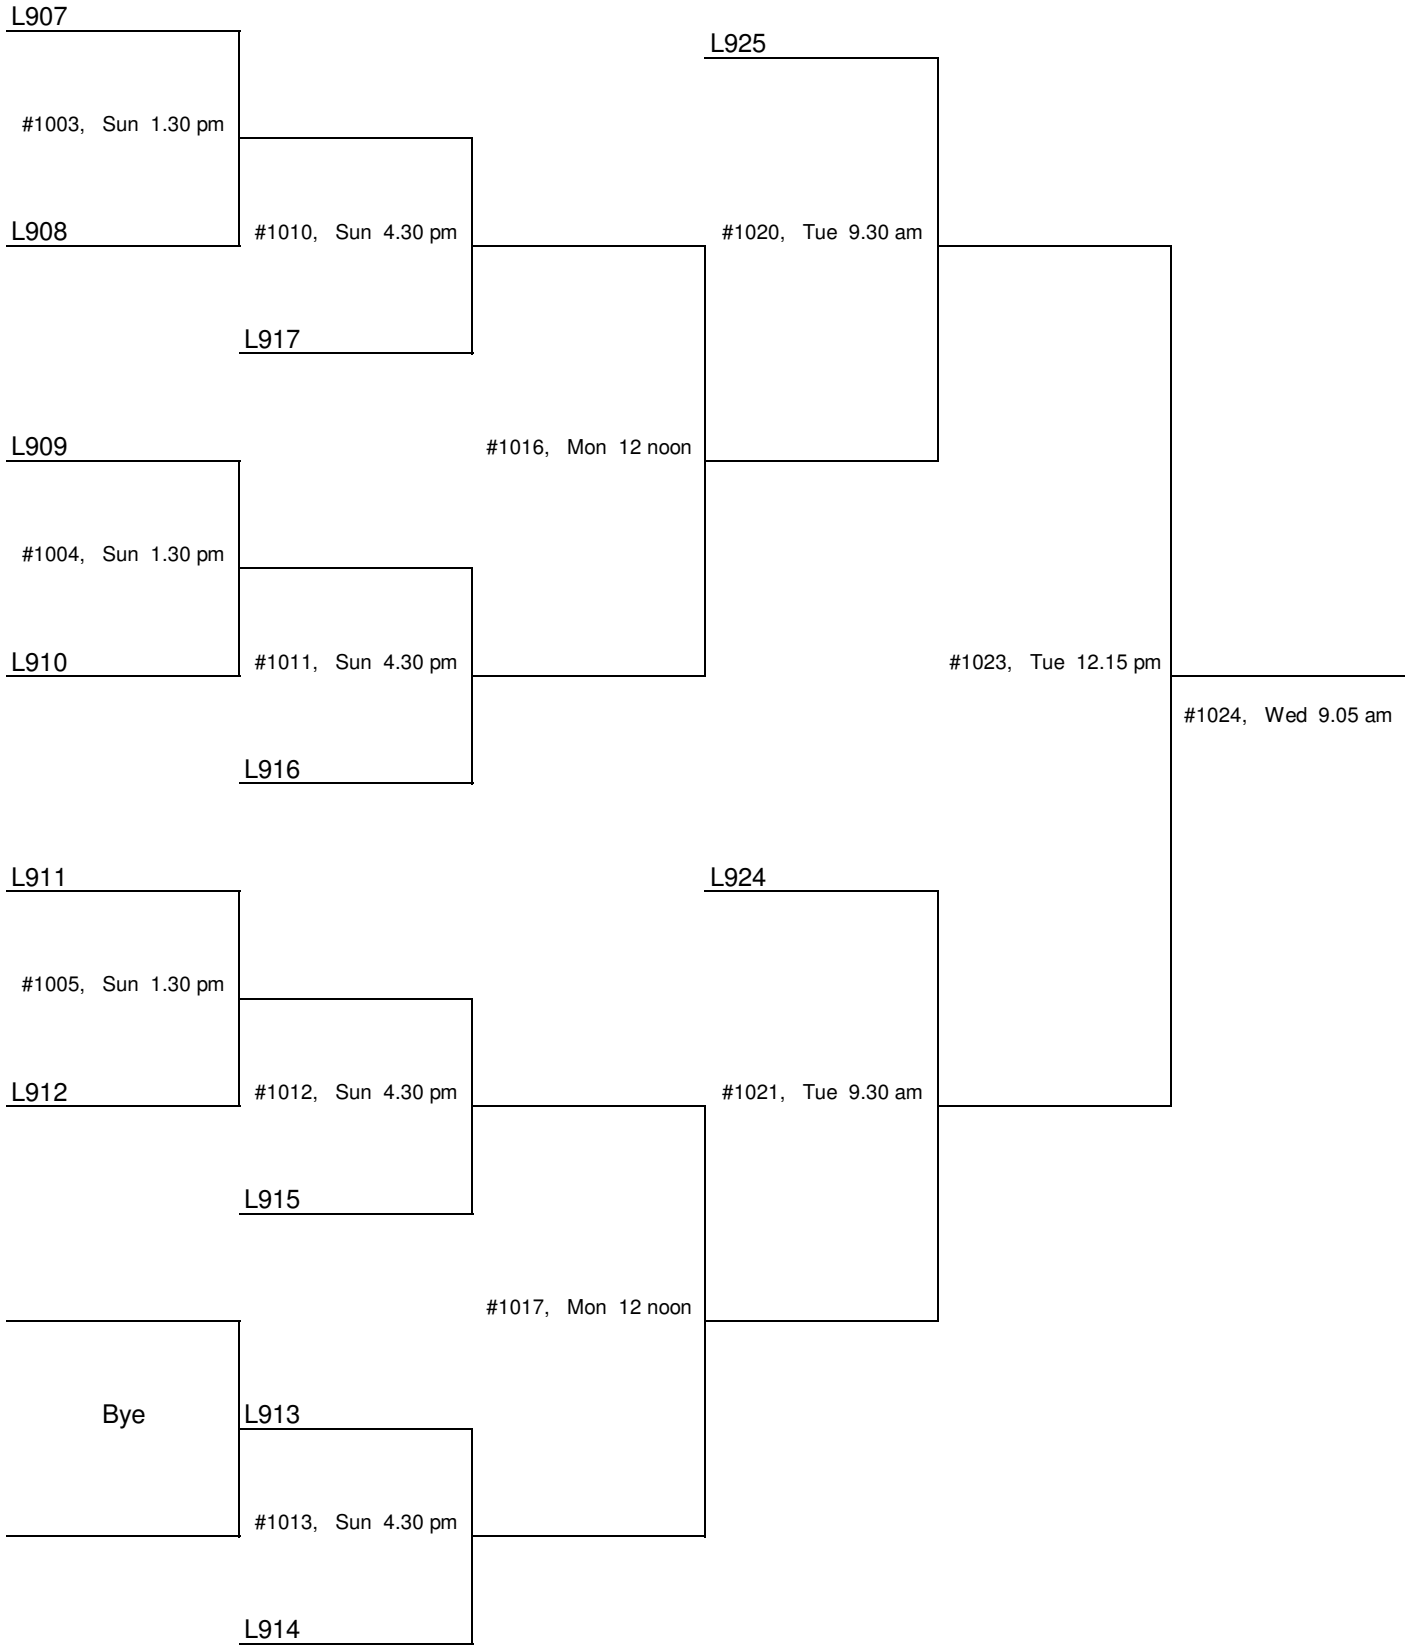 L907
L925
#1003, Sun 1.30 pm
L908
#1010, Sun 4.30 pm
#1020, Tue 9.30 am
L917
L909
#1016, Mon 12 noon
#1004, Sun 1.30 pm
L910
#1011, Sun 4.30 pm
#1023, Tue 12.15 pm
#1024, Wed 9.05 am
L916
L911
L924
#1005, Sun 1.30 pm
L912
#1012, Sun 4.30 pm
#1021, Tue 9.30 am
L915
#1017, Mon 12 noon
Bye
L913
#1013, Sun 4.30 pm
L914